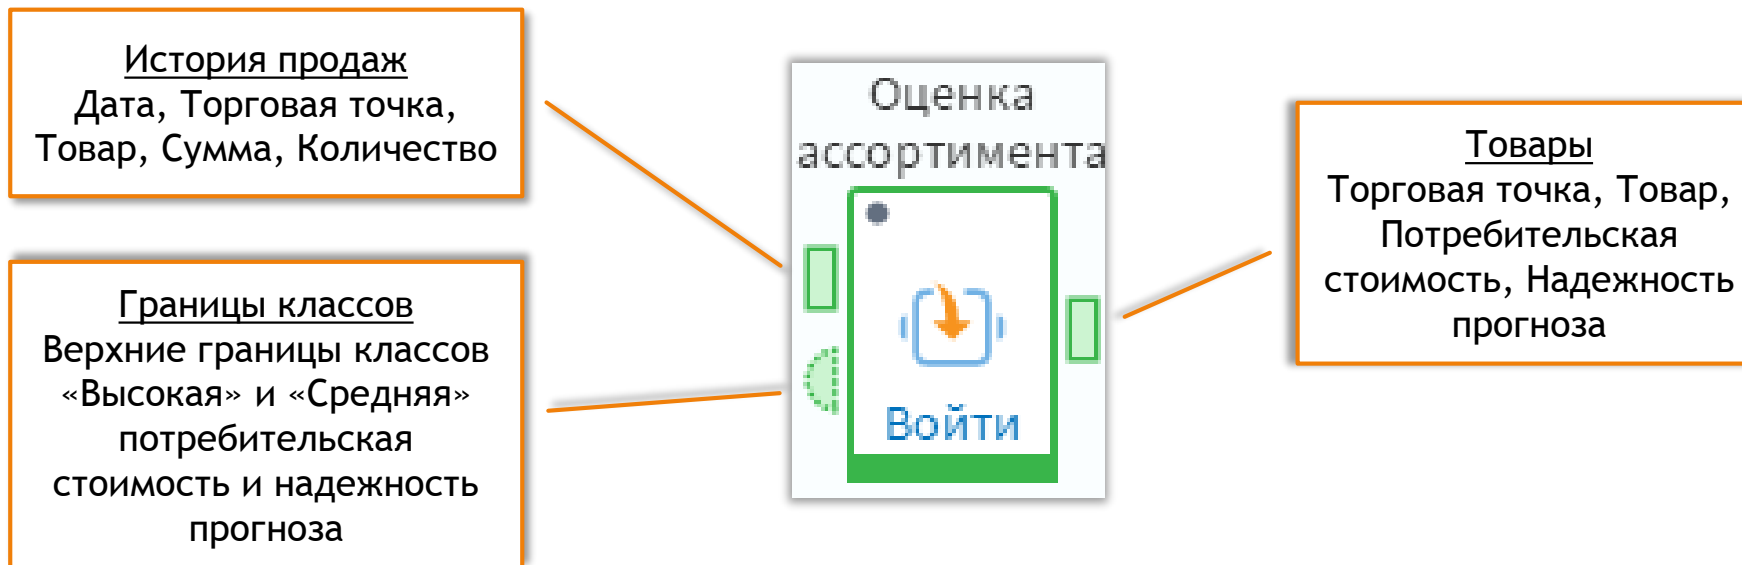 История продаж
Дата, Торговая точка,
Товар, Сумма, Количество
Границы классов
Верхние границы классов
«Высокая» и «Средняя»
потребительская
стоимость и надежность
прогноза
Оценка
ассортимента
Войти
Товары
Торговая точка, Товар,
Потребительская
стоимость, Надежность
прогноза